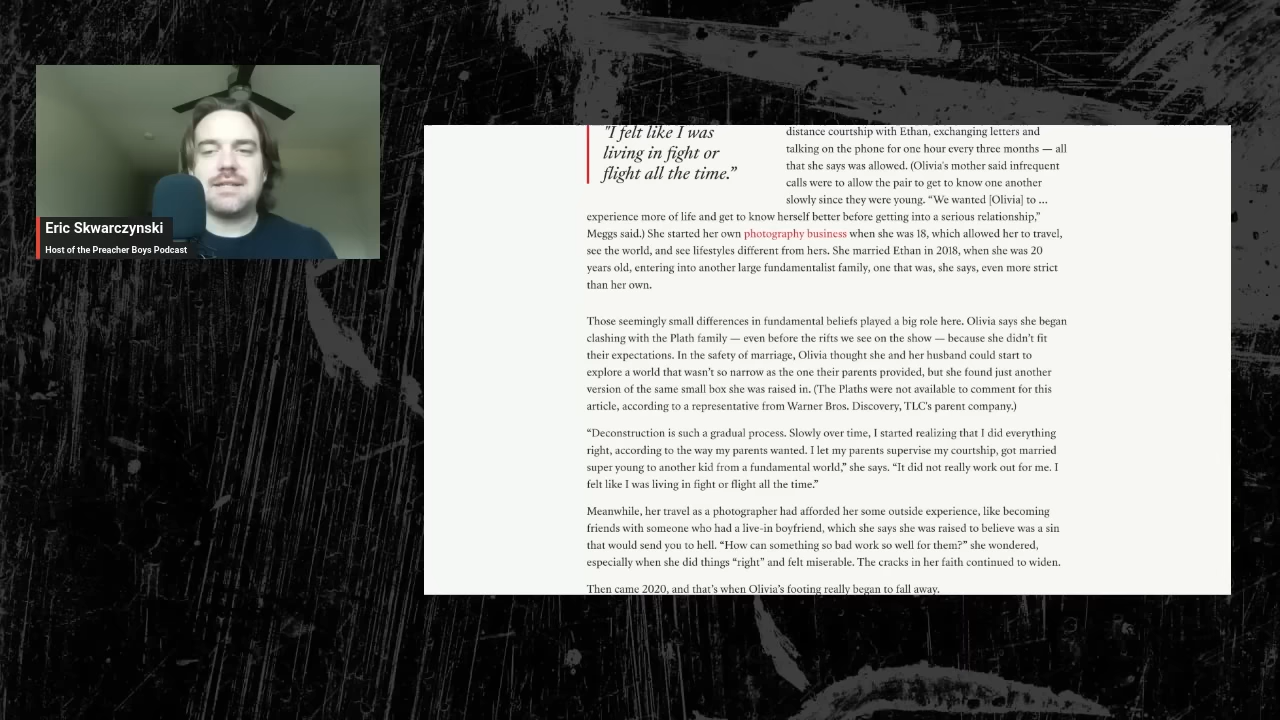 Eric Skwarczynski
Host of the Preacher Boys Podcast
"I felt like I was
living in fight or
flight all the time.”
distance courtship with Ethan, exchanging letters and
talking on the phone for one hour every three months — all
that she says was allowed. (Olivia's mother said infrequent
calls were to allow the pair to get to know one another
slowly since they were young. “We wanted [Olivia] to ...
experience more of life and get to know herself better before getting into a serious relationship,”
Meggs said.) She started her own photography business when she was 18, which allowed her to travel,
see the world, and see lifestyles different from hers. She married Ethan in 2018, when she was 20
years old, entering into another large fundamentalist family, one that was, she says, even more strict
than her own.
Those seemingly small differences in fundamental beliefs played a big role here. Olivia says she began
clashing with the Plath family — even before the rifts we see on the show — because she didn’t fit
their expectations. In the safety of marriage, Olivia thought she and her husband could start to
explore a world that wasn’t so narrow as the one their parents provided, but she found just another
version of the same small box she was raised in. (The Plaths were not available to comment for this
article, according to a representative from Warner Bros. Discovery, TLC’s parent company.)
“Deconstruction is such a gradual process. Slowly over time, I started realizing that I did everything
right, according to the way my parents wanted. I let my parents supervise my courtship, got married
super young to another kid from a fundamental world,” she says. “It did not really work out for me. I
felt like I was living in fight or flight all the time.”
Meanwhile, her travel as a photographer had afforded her some outside experience, like becoming
friends with someone who had a live-in boyfriend, which she says she was raised to believe was a sin
that would send you to hell. “How can something so bad work so well for them?” she wondered,
especially when she did things “right” and felt miserable. The cracks in her faith continued to widen.
Then came 2020, and that’s when Olivia’s footing really began to fall away.